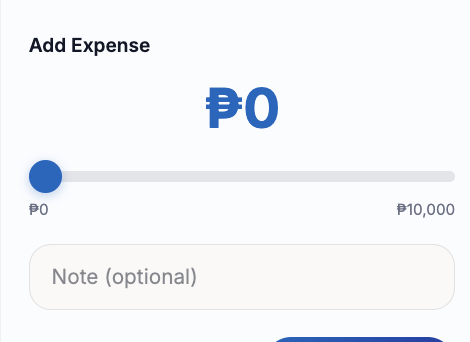 Add Expense
₱0
₱0
₱10,000
Note (optional)